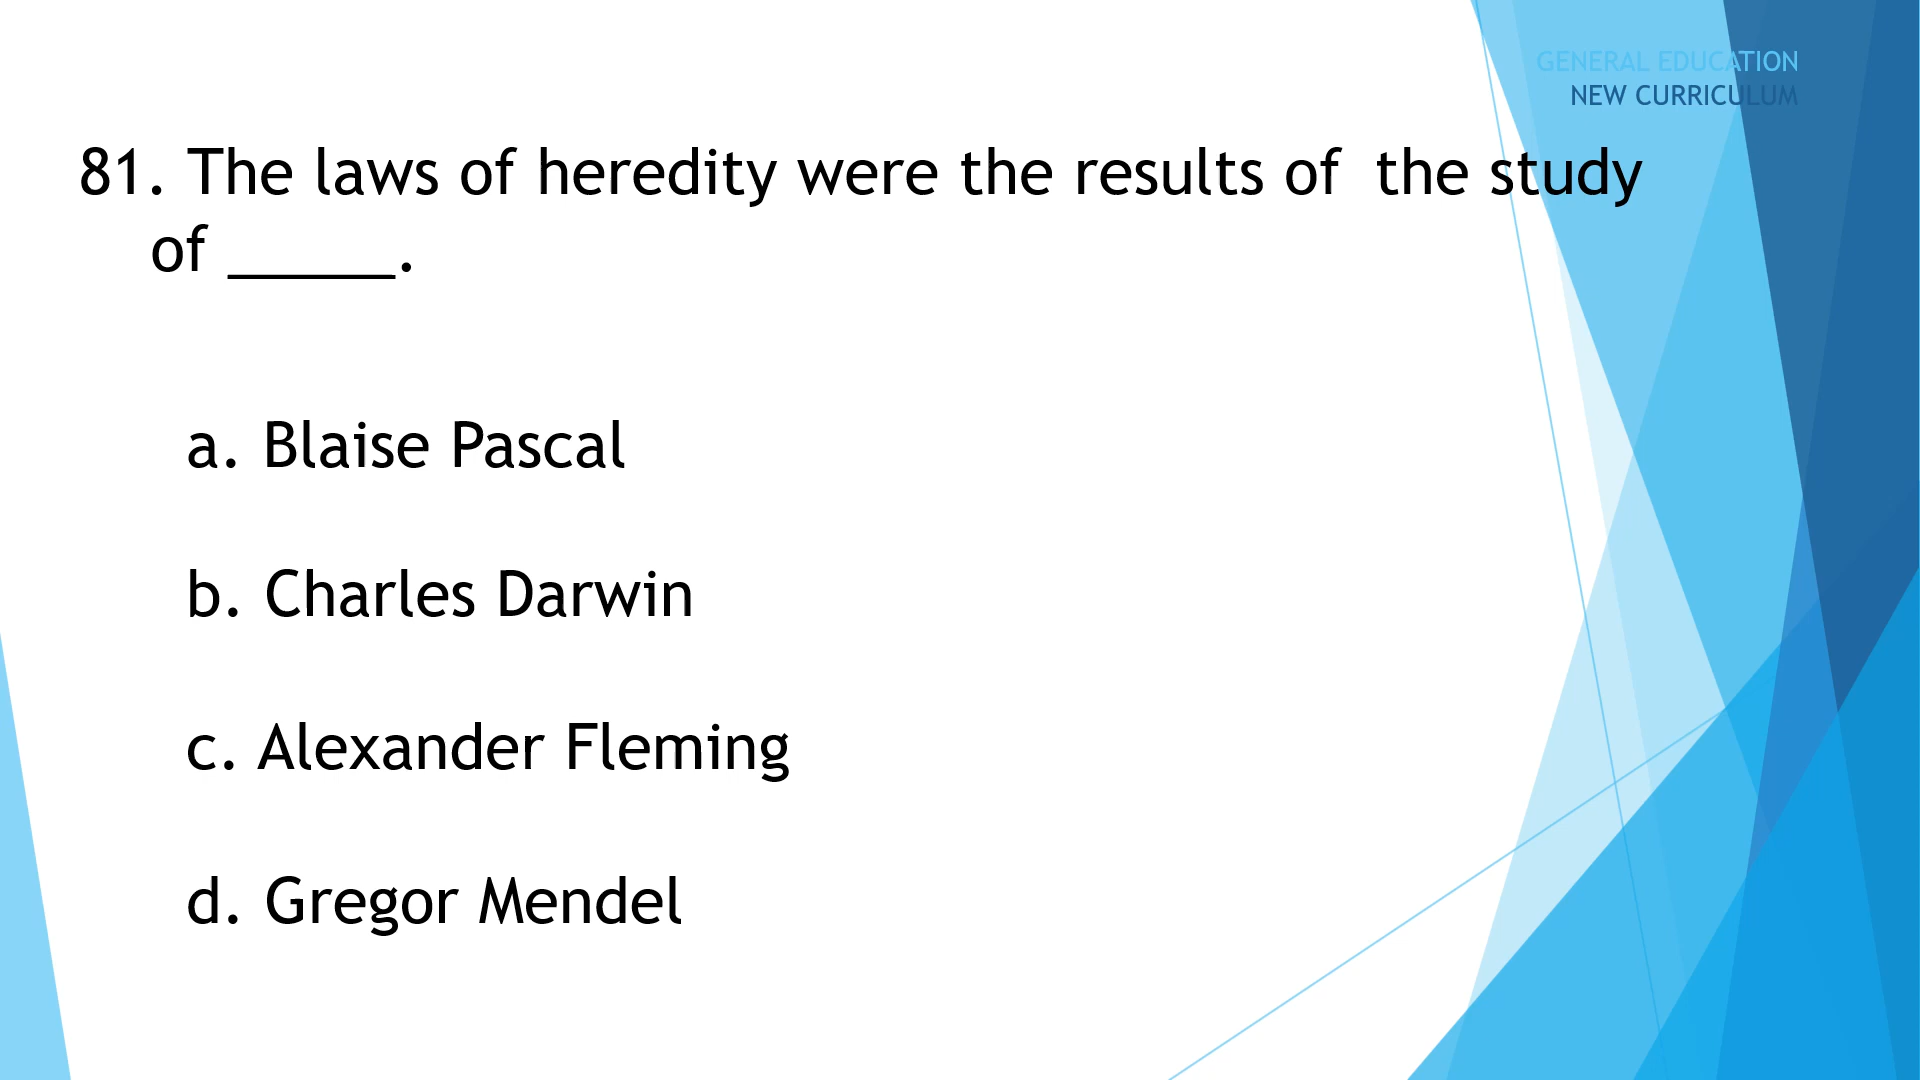 GENERAL EDUCATION
NEW CURRICULUM
81. The laws of heredity were the results of  the study
of _____.
a. Blaise Pascal
b. Charles Darwin
c. Alexander Fleming
d. Gregor Mendel